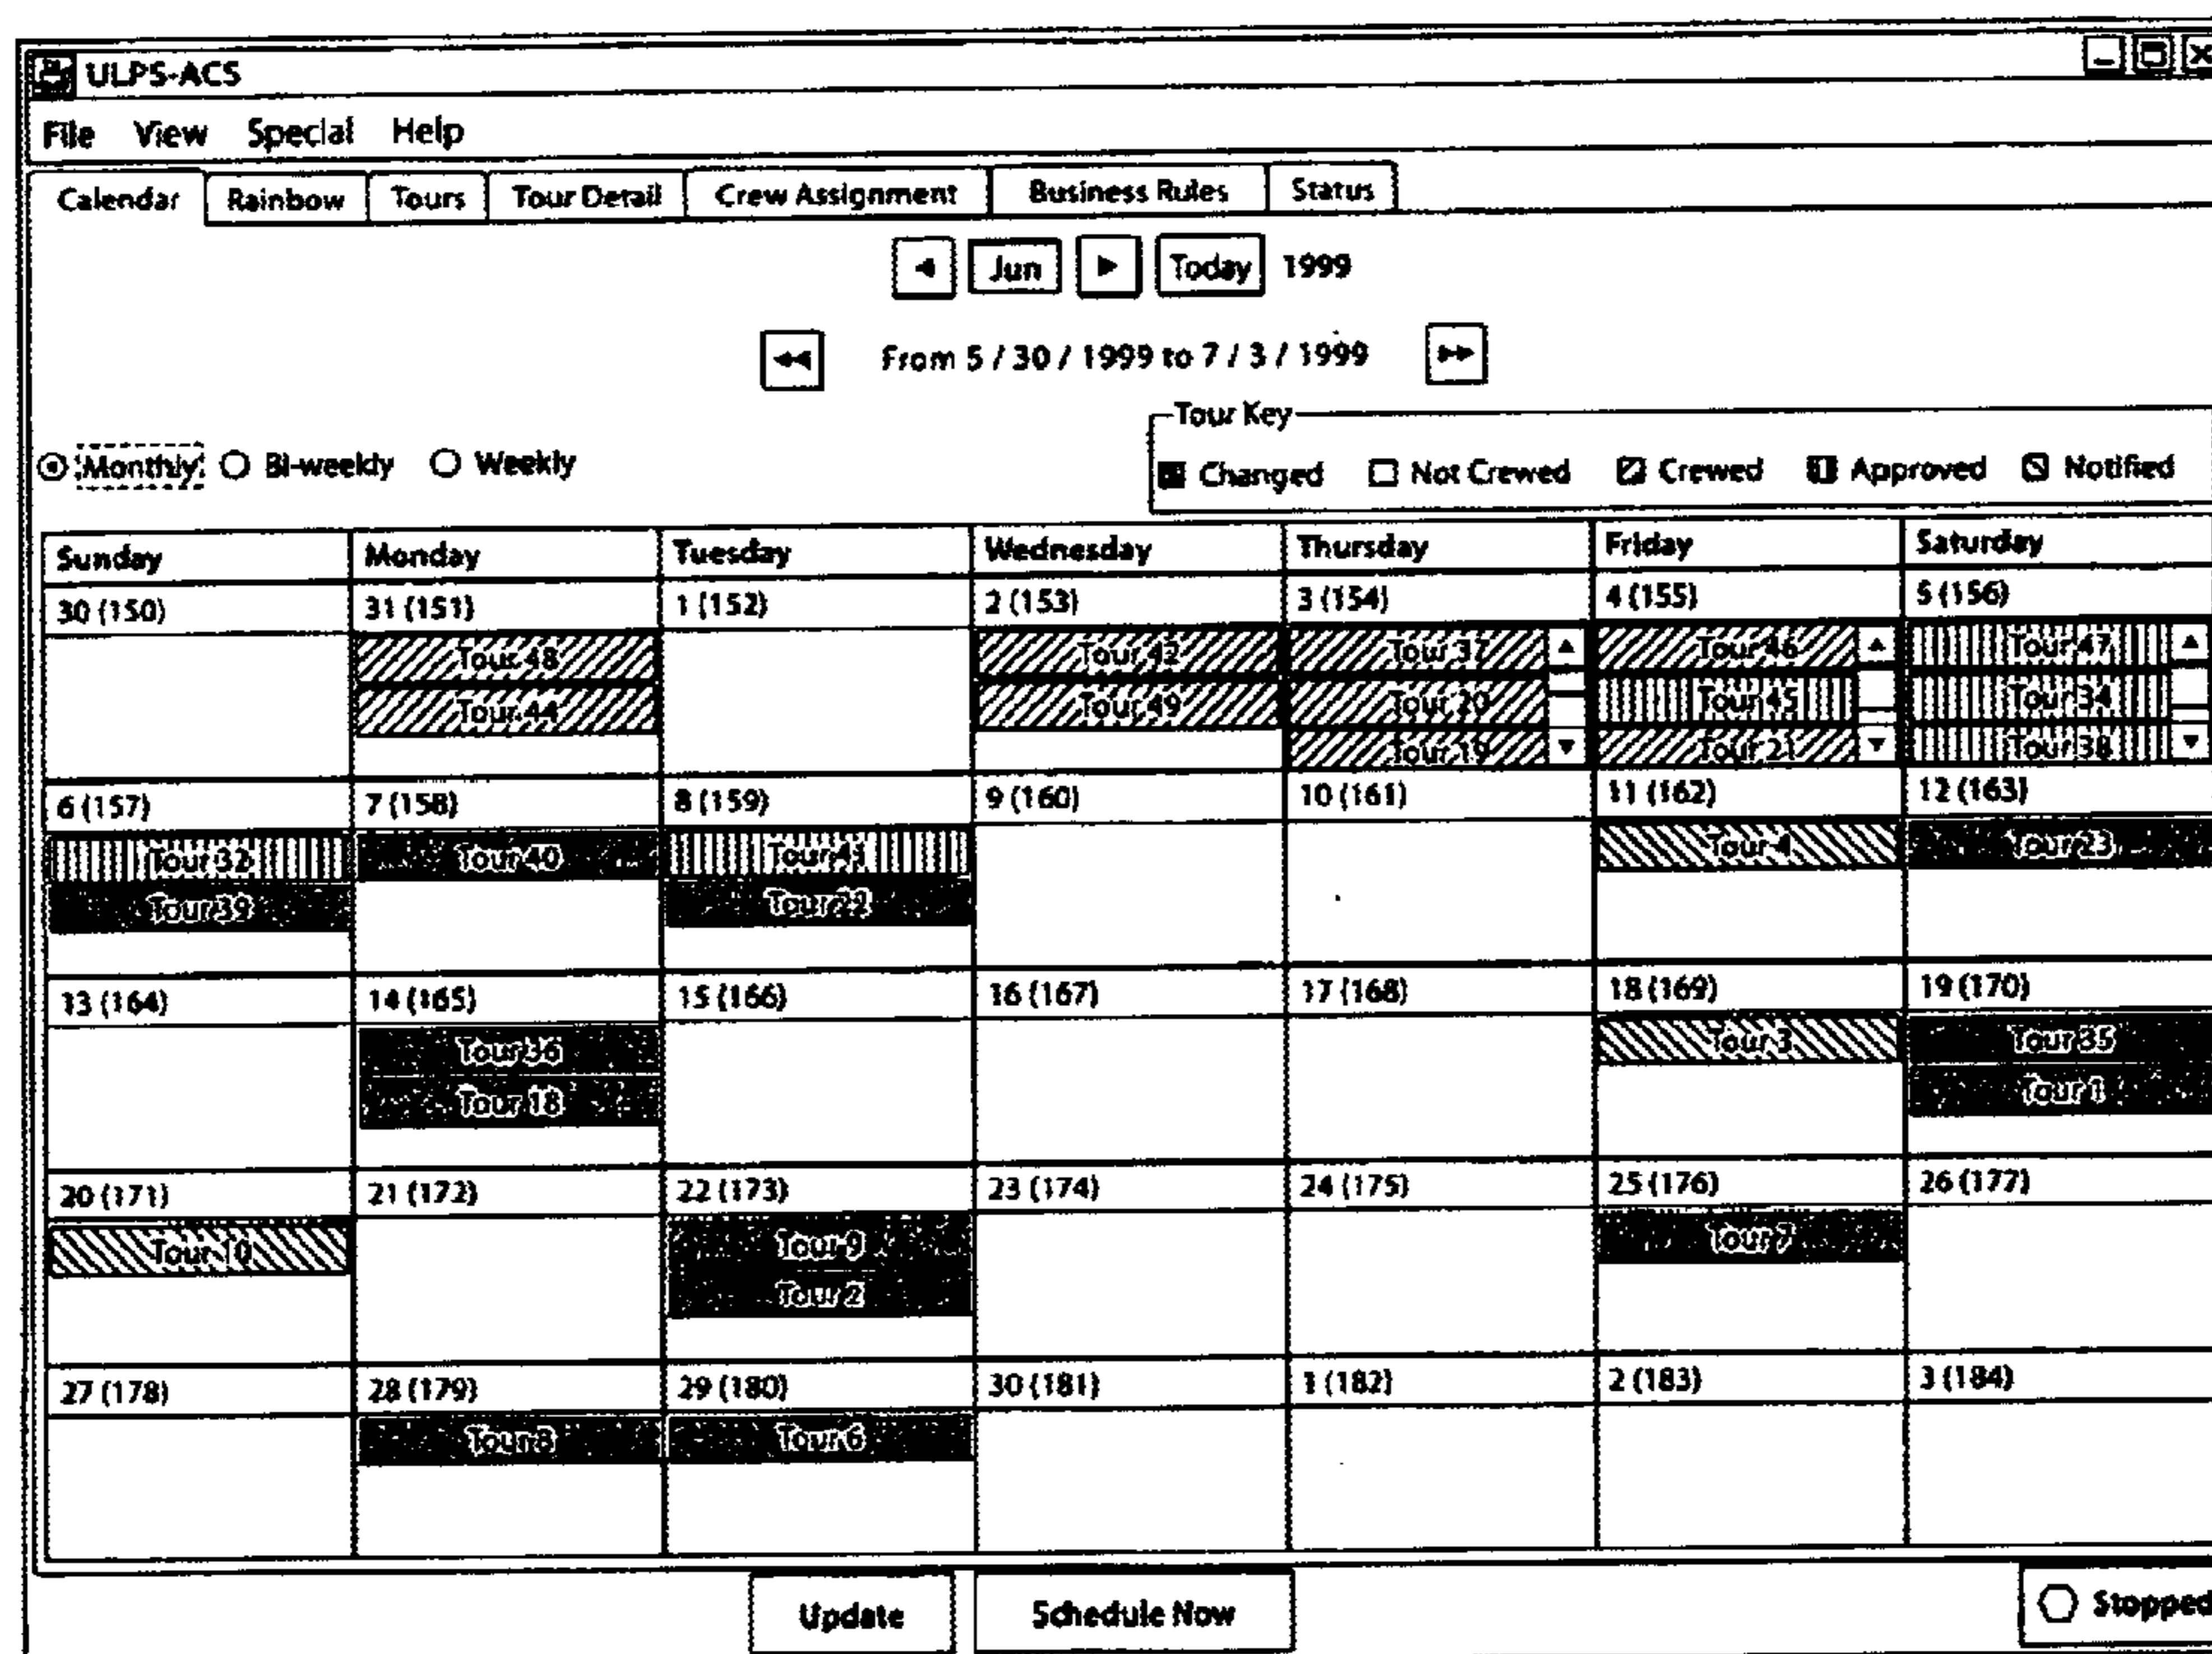 ULPS-ACS
File View Special Help
Calendar Rainbow Tours Tour Detail Crew Assignment Business Rules Status
Jun Today 1999
From 5 / 30 / 1999 to 7 / 3 / 1999
Tour Key
Monthly Bi-weekly Weekly
Changed Not Crewed Crewed Approved Notified
Sunday Monday Tuesday Wednesday Thursday Friday Saturday
30 (150) 31 (151) 1 (152) 2 (153) 3 (154) 4 (155) 5 (156)
Tour 48 Tour 42 Tour 37 Tour 46 Tour 47
Tour 44 Tour 49 Tour 20 Tour 45 Tour 34
Tour 19 Tour 21 Tour 38
6 (157) 7 (158) 8 (159) 9 (160) 10 (161) 11 (162) 12 (163)
Tour 32 Tour 40 Tour 41 Tour 4 Tour 23
Tour 39 Tour 22
13 (164) 14 (165) 15 (166) 16 (167) 17 (168) 18 (169) 19 (170)
Tour 36 Tour 3 Tour 35
Tour 18 Tour 1
20 (171) 21 (172) 22 (173) 23 (174) 24 (175) 25 (176) 26 (177)
Tour 10 Tour 9 Tour 7
Tour 2
27 (178) 28 (179) 29 (180) 30 (181) 1 (182) 2 (183) 3 (184)
Tour 8 Tour 6
Update Schedule Now Stopped